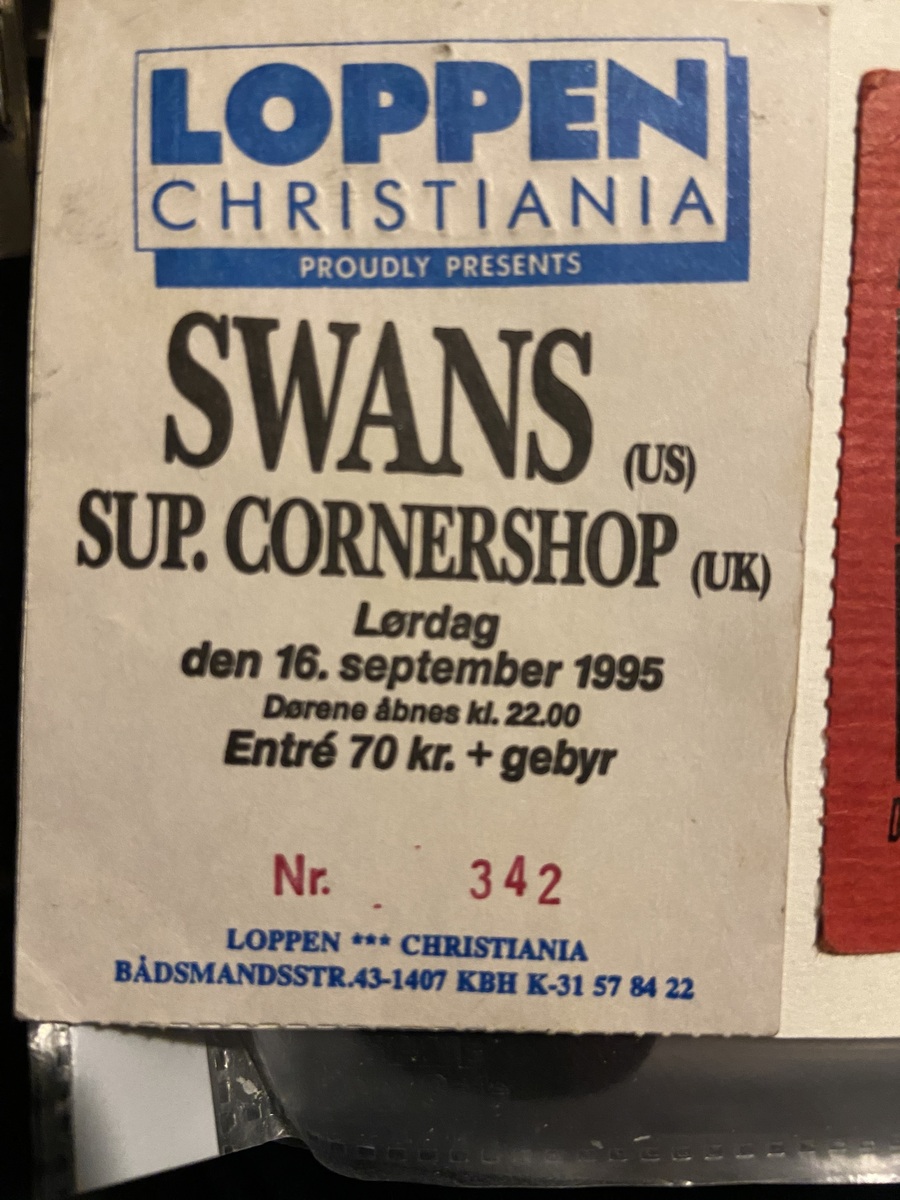 LOPPEN
CHRISTIANIA
PROUDLY PRESENTS
SWANS (US)
SUP. CORNERSHOP (UK)
Lørdag
den 16. september 1995
Dørene åbnes kl. 22.00
Entré 70 kr. + gebyr
Nr. 342
LOPPEN *** CHRISTIANIA
BÅDSMANDSSTR.43-1407 KBH K-31 57 84 22